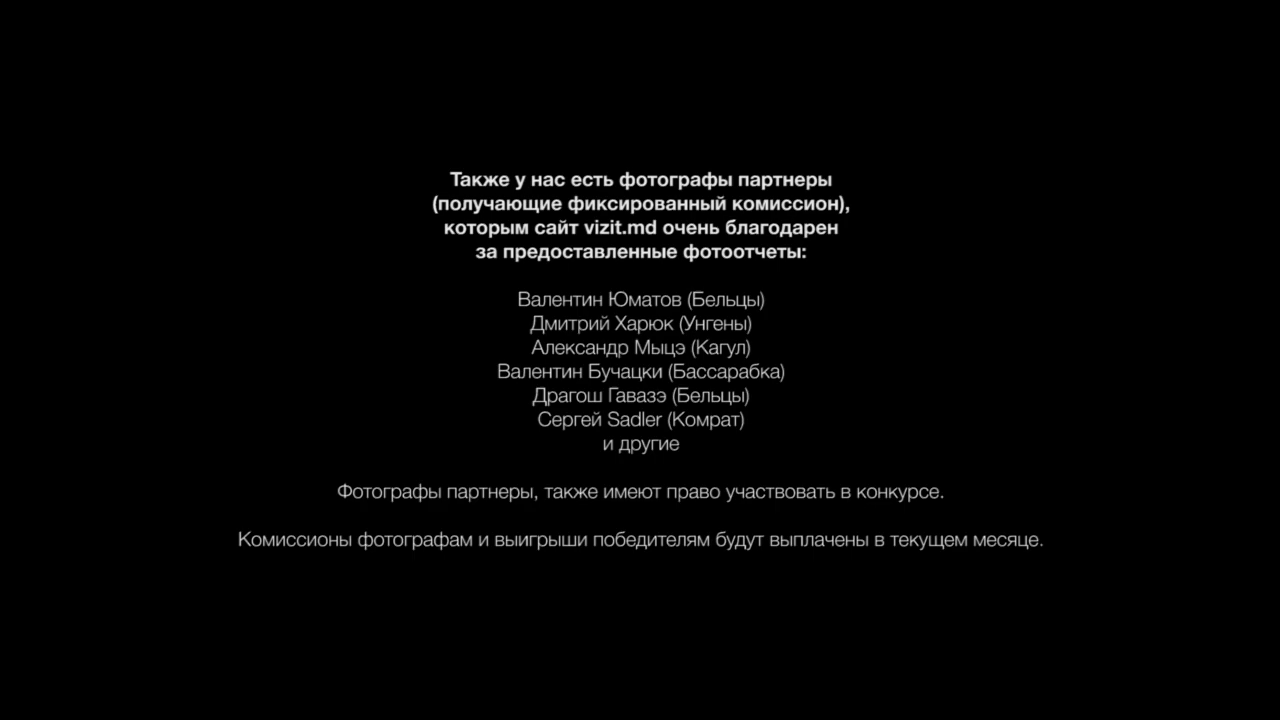 Также у нас есть фотографы партнеры
(получающие фиксированный комиссион),
которым сайт vizit.md очень благодарен
за предоставленные фотоотчеты:
Валентин Юматов (Бельцы)
Дмитрий Харюк (Унгены)
Александр Мыцэ (Кагул)
Валентин Бучацки (Бассарабка)
Драгош Гавазэ (Бельцы)
Сергей Sadler (Комрат)
и другие
Фотографы партнеры, также имеют право участвовать в конкурсе.
Комиссионы фотографам и выигрыши победителям будут выплачены в текущем месяце.